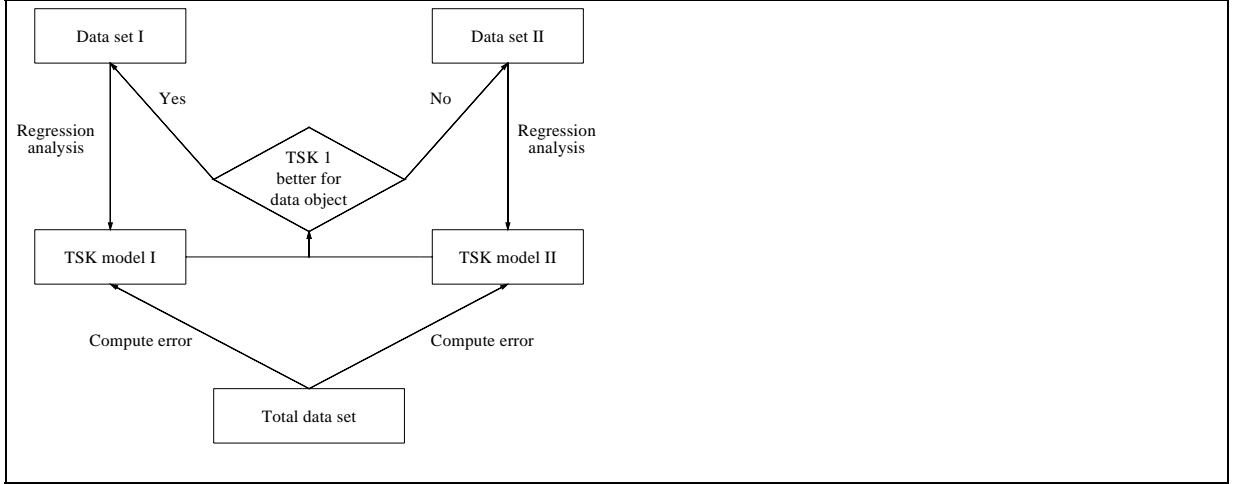 Data set I
Data set II
Yes
No
Regression
analysis
Regression
analysis
TSK 1
better for
data object
TSK model I
TSK model II
Compute error
Compute error
Total data set